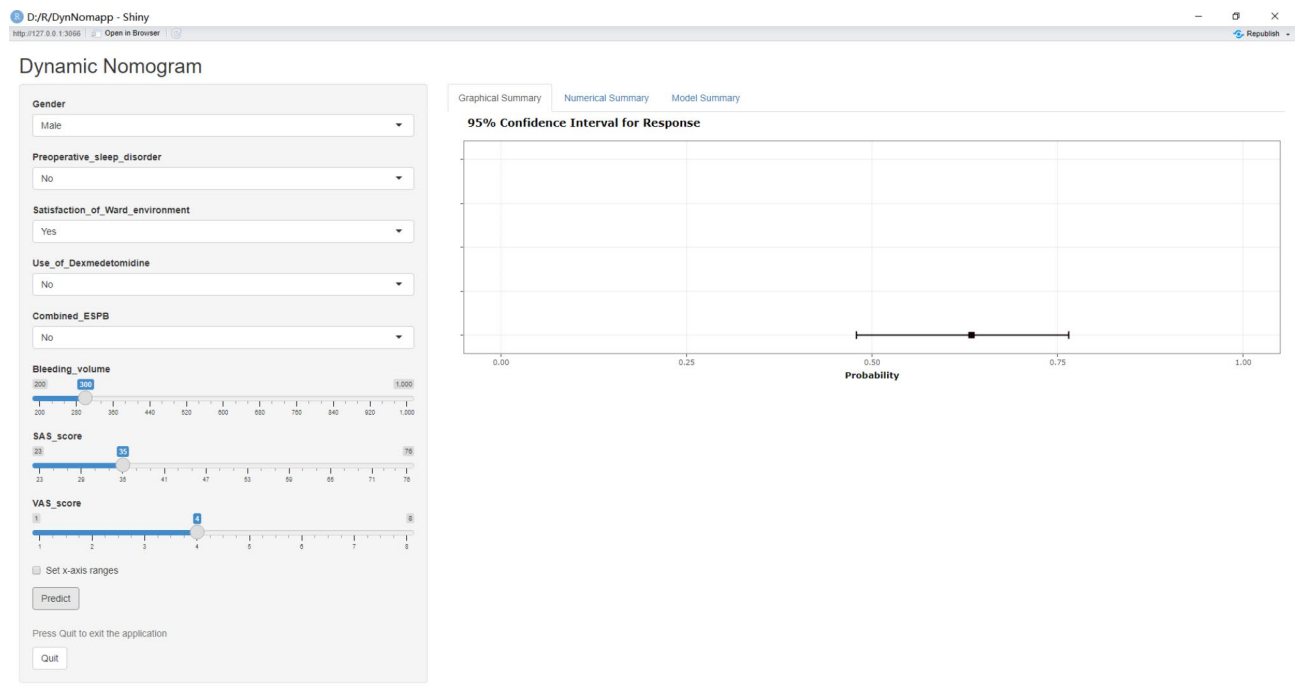 D:/R/DynNomapp - Shiny
http://127.0.0.1:3066 Open in Browser
Republish
Dynamic Nomogram
Gender
Male
Preoperative_sleep_disorder
No
Satisfaction_of_Ward_environment
Yes
Use_of_Dexmedetomidine
No
Combined_ESPB
No
Bleeding_volume
200 300 1,000
200 280 360 440 520 600 680 760 840 920 1,000
SAS_score
23 35 76
23 29 35 41 47 53 59 65 71 76
VAS_score
1 4 8
1 2 3 4 5 6 7 8
Set x-axis ranges
Predict
Press Quit to exit the application
Quit
Graphical Summary Numerical Summary Model Summary
95% Confidence Interval for Response
0.00 0.25 0.50 0.75 1.00
Probability